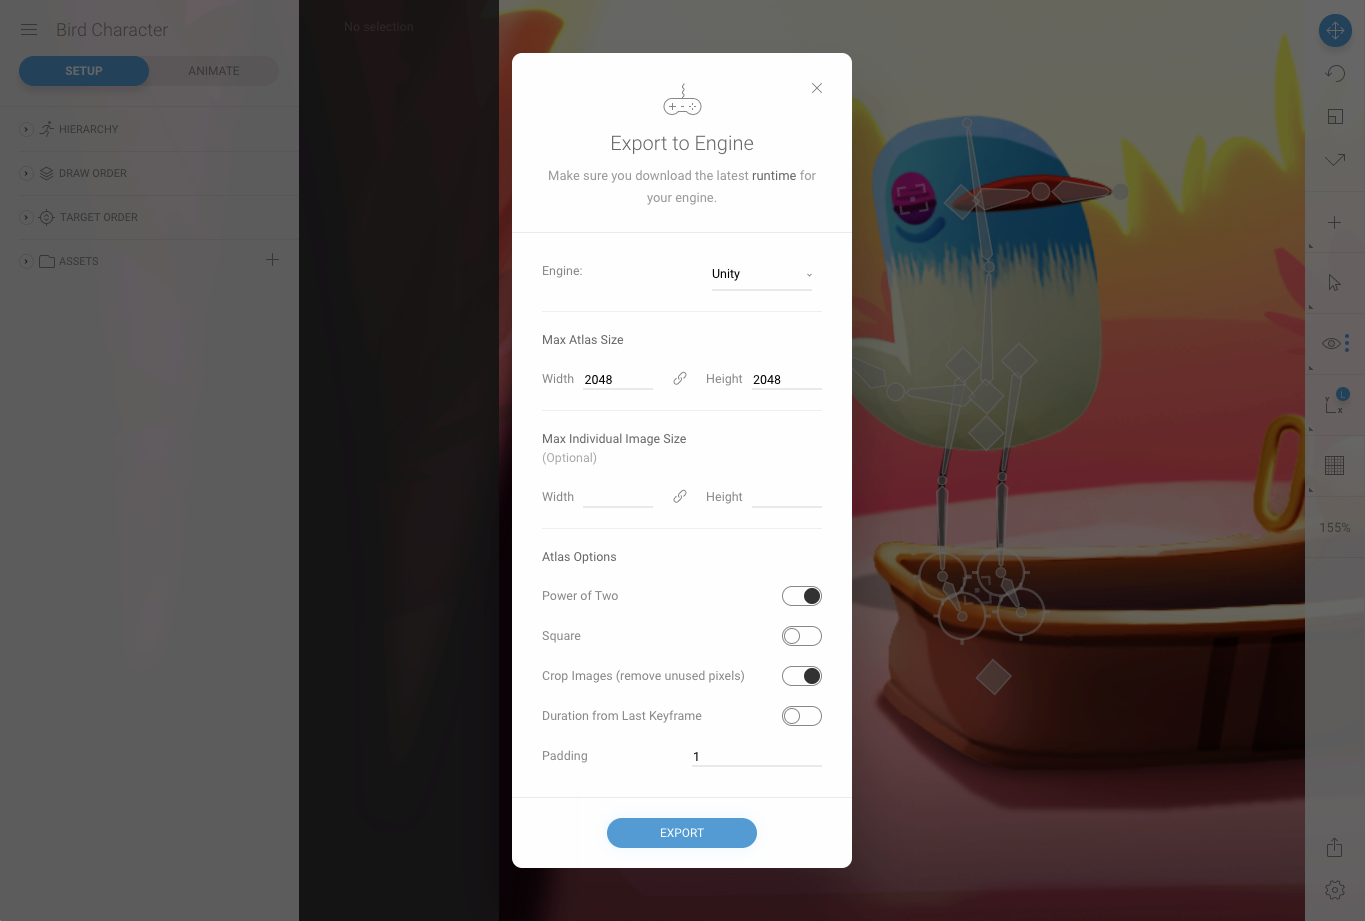 Bird Character
No selection
SETUP
ANIMATE
HIERARCHY
DRAW ORDER
TARGET ORDER
ASSETS
Export to Engine
Make sure you download the latest runtime for
your engine.
Engine:
Unity
Max Atlas Size
Width 2048
Height 2048
Max Individual Image Size
(Optional)
Width
Height
Atlas Options
Power of Two
Square
Crop Images (remove unused pixels)
Duration from Last Keyframe
Padding
1
EXPORT
L
Y
X
155%